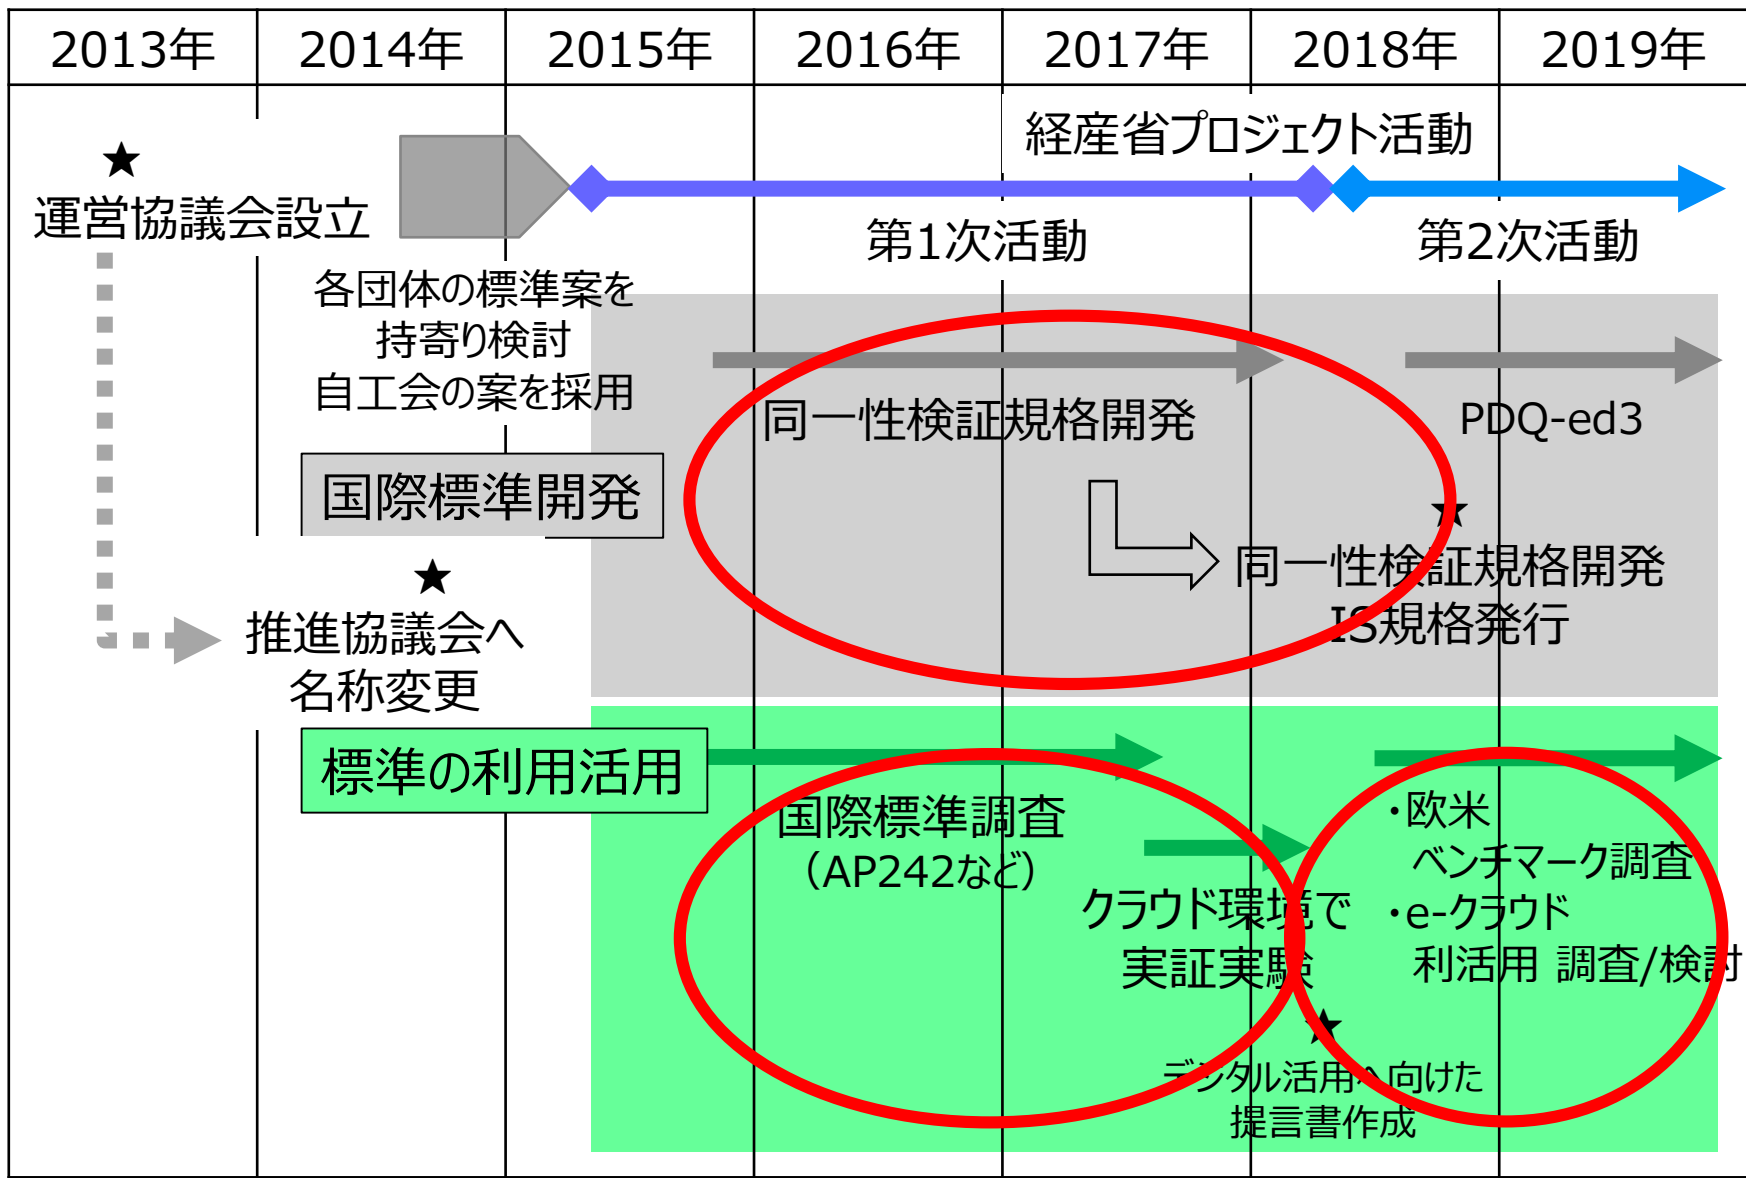 2013年
2014年
2015年
2016年
2017年
2018年
2019年
経産省プロジェクト活動
★
運営協議会設立
第1次活動
第2次活動
各団体の標準案を
持寄り検討
自工会の案を採用
同一性検証規格開発
PDQ-ed3
国際標準開発
★
同一性検証規格開発
IS規格発行
★
推進協議会へ
名称変更
標準の利用活用
国際標準調査
（AP242など）
クラウド環境で
実証実験
・欧米
ベンチマーク調査
・e-クラウド
利活用 調査/検討
★
デジタル活用へ向けた
提言書作成